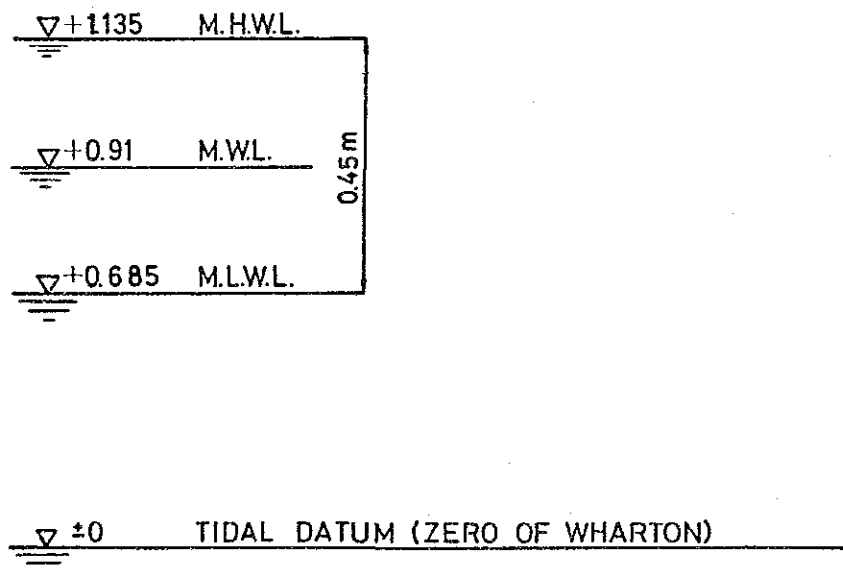 +1.135 M.H.W.L.
+0.91 M.W.L.
0.45m
+0.685 M.L.W.L.
±0 TIDAL DATUM (ZERO OF WHARTON)